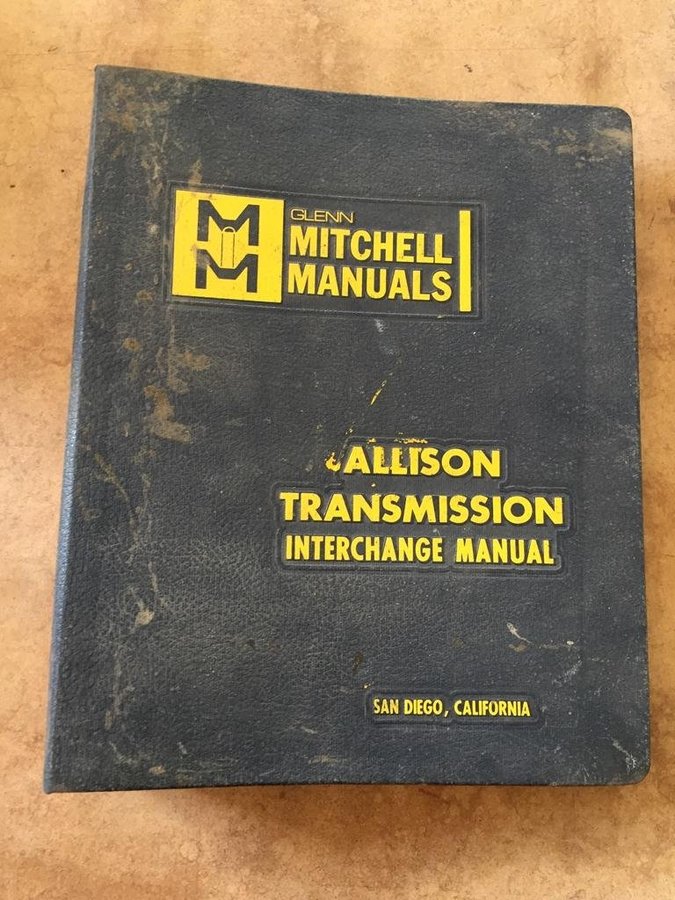 GLENN
MITCHELL
MANUALS
ALLISON
TRANSMISSION
INTERCHANGE MANUAL
SAN DIEGO, CALIFORNIA